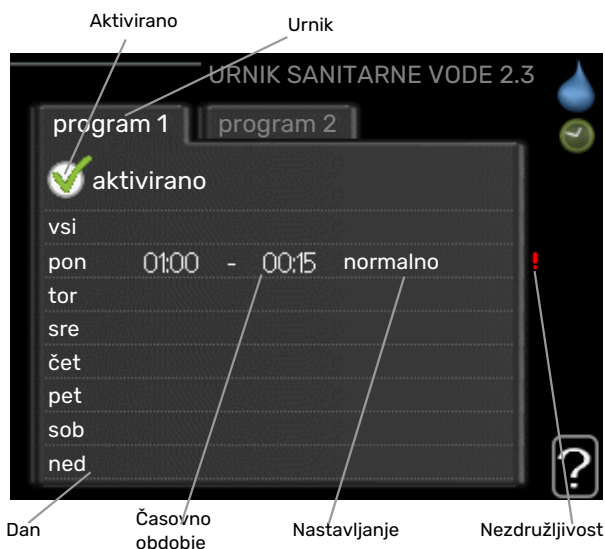 Aktivirano
Urnik
URNIK SANITARNE VODE 2.3
program 1
program 2
aktivirano
vsi
pon 01:00 - 00:15 normalno !
tor
sre
čet
pet
sob
ned
?
Dan
Časovno obdobie
Nastavljanje
Nezdružljivost